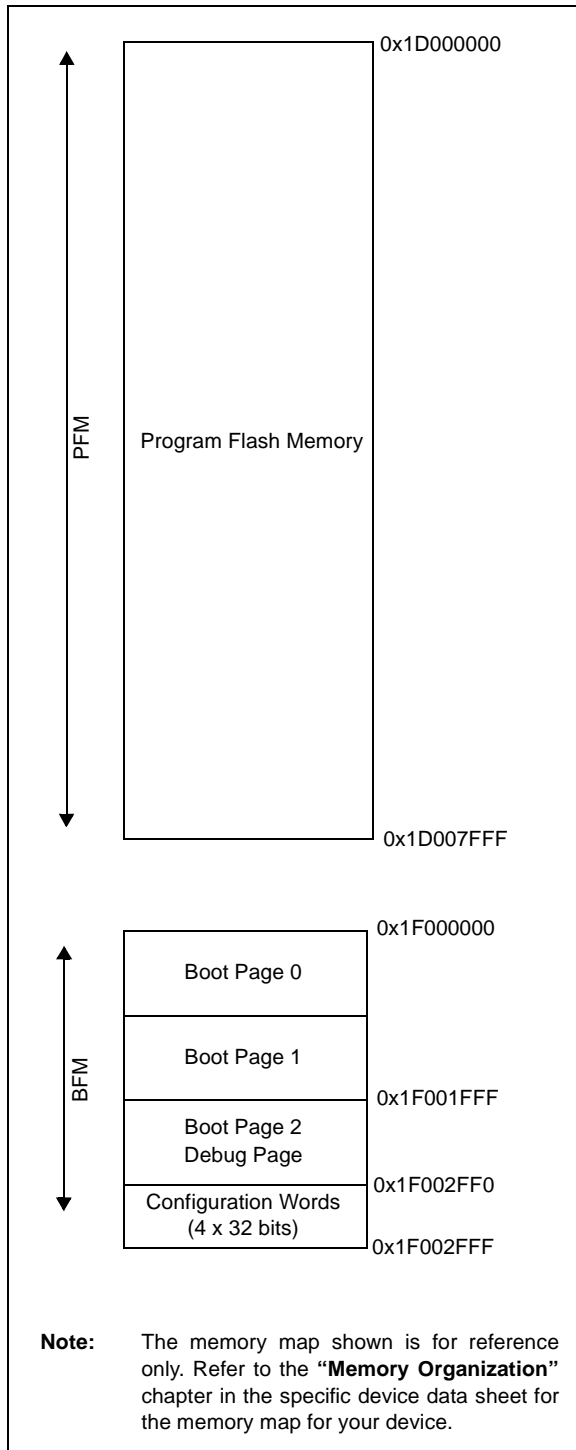 0x1D000000
PFM
Program Flash Memory
0x1D007FFF
0x1F000000
BFM
Boot Page 0
Boot Page 1
0x1F001FFF
Boot Page 2
Debug Page
0x1F002FF0
Configuration Words
(4 x 32 bits)
0x1F002FFF
Note: The memory map shown is for reference
only. Refer to the “Memory Organization”
chapter in the specific device data sheet for
the memory map for your device.